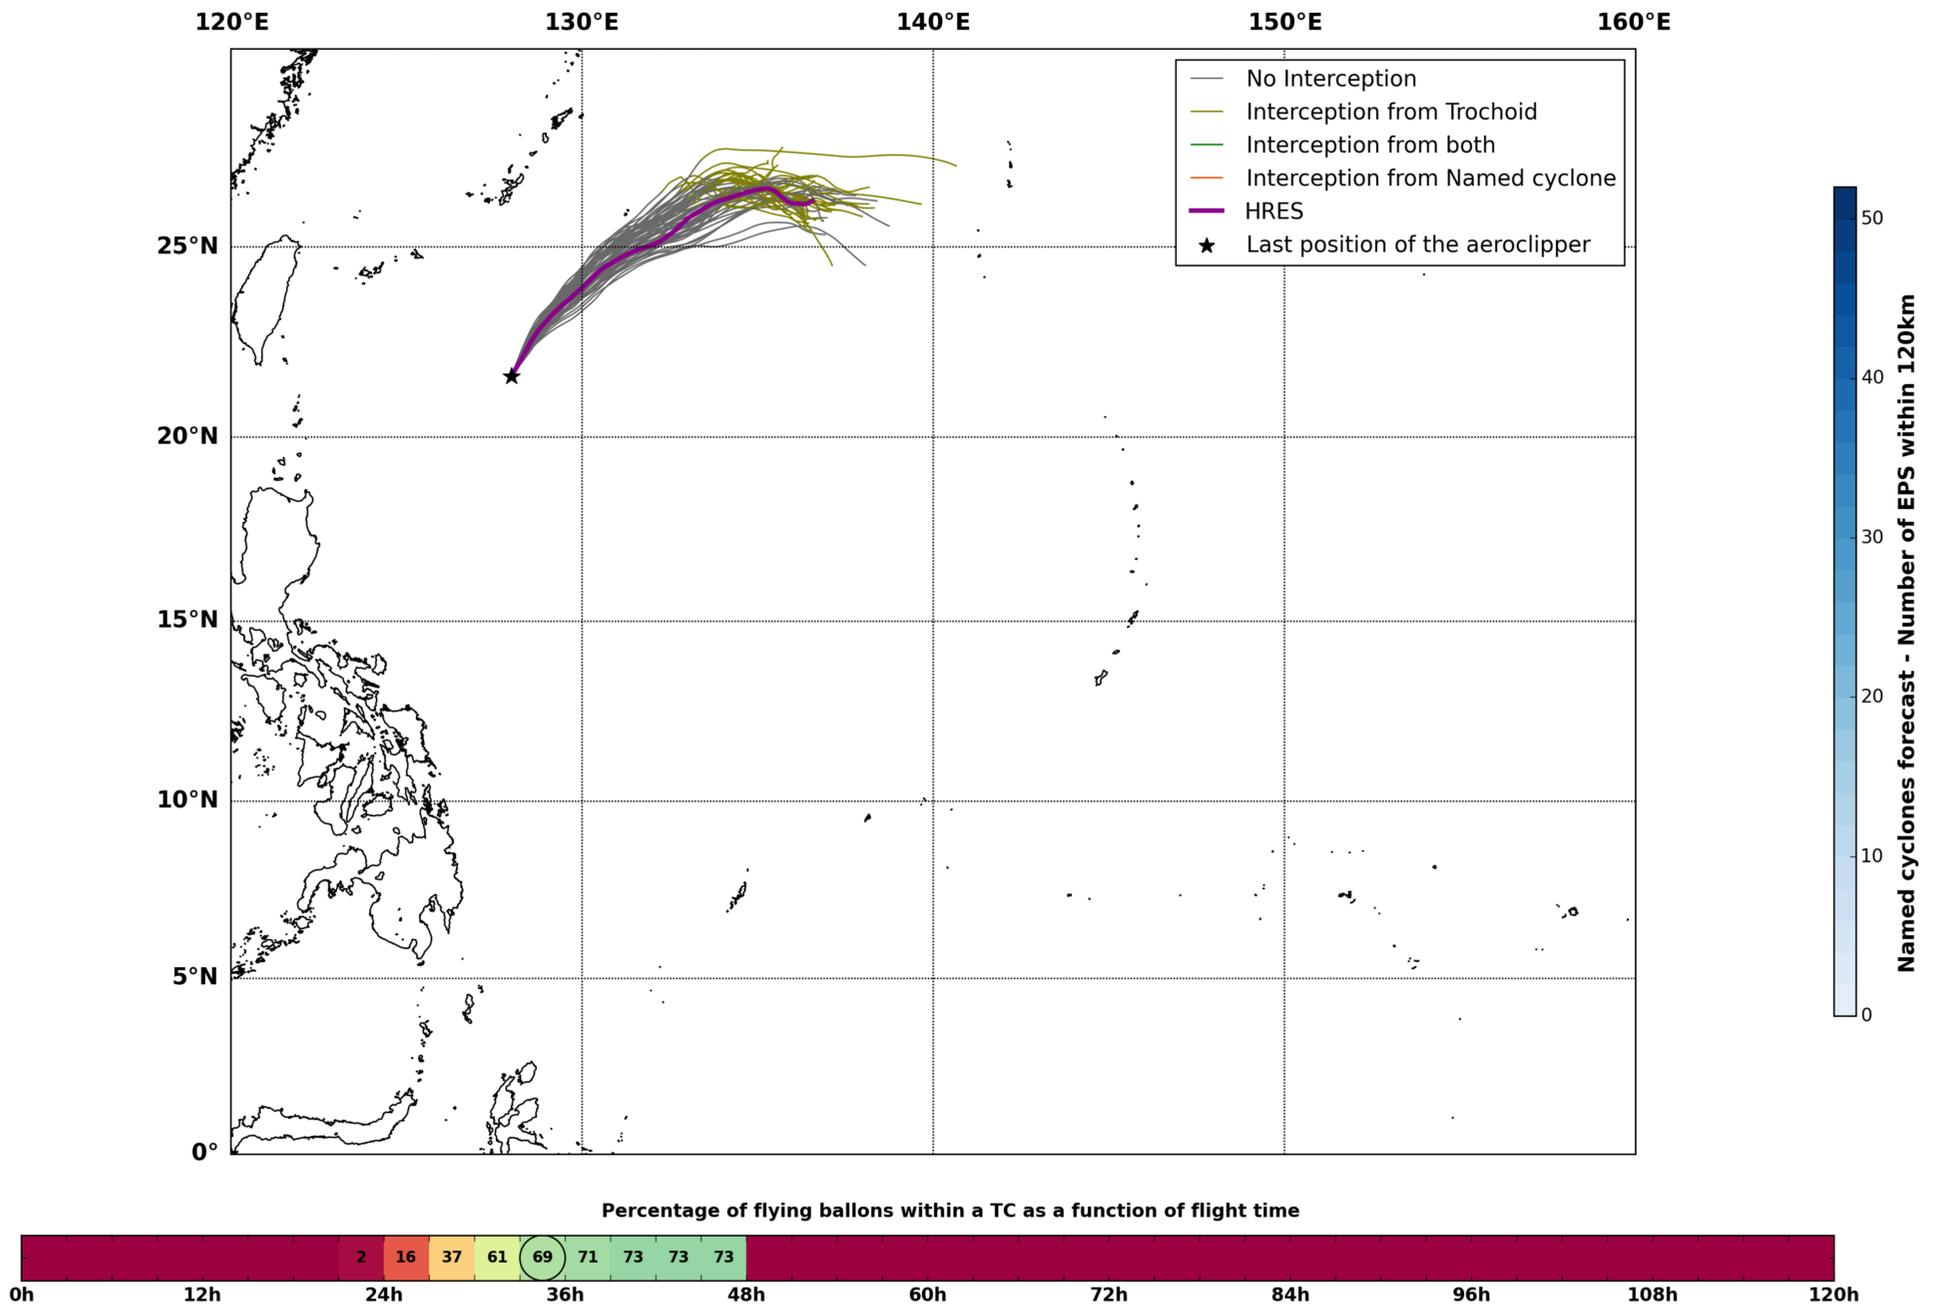 120°E 130°E 140°E 150°E 160°E
No Interception
Interception from Trochoid
Interception from both
Interception from Named cyclone
HRES
Last position of the aeroclipper
25°N
20°N
15°N
10°N
5°N
0°
50
40
30
20
10
0
Named cyclones forecast - Number of EPS within 120km
Percentage of flying ballons within a TC as a function of flight time
2 16 37 61 69 71 73 73 73
0h 12h 24h 36h 48h 60h 72h 84h 96h 108h 120h